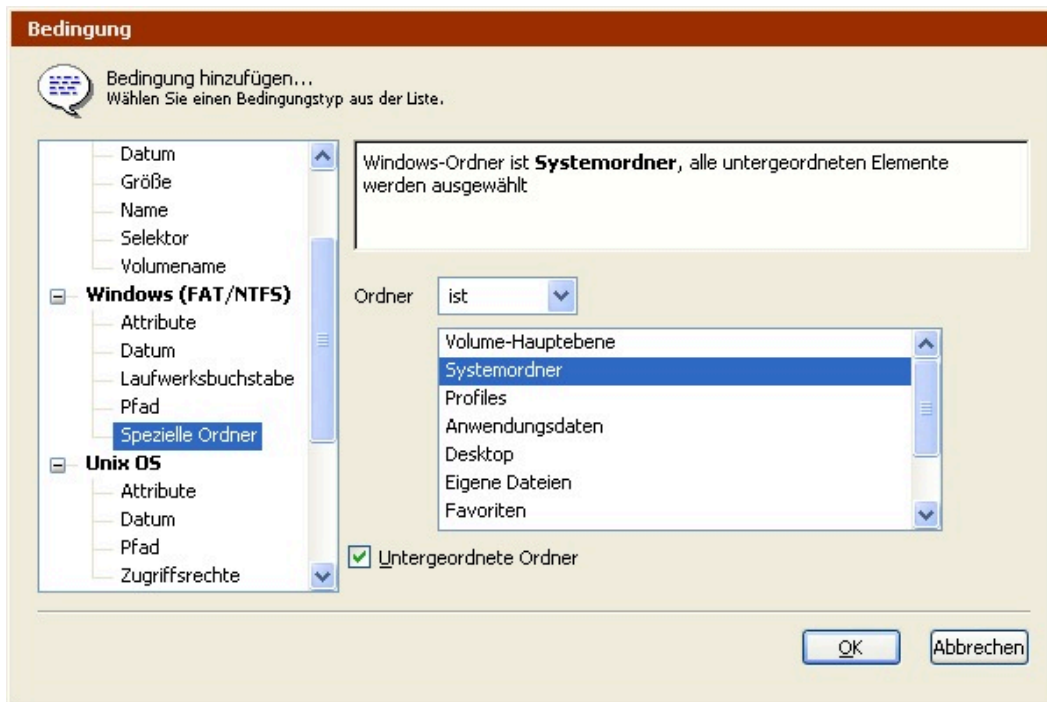 Bedingung
Bedingung hinzufügen...
Wählen Sie einen Bedingungstyp aus der Liste.
Datum
Größe
Name
Selektor
Volumename
Windows (FAT/NTFS)
Attribute
Datum
Laufwerksbuchstabe
Pfad
Spezielle Ordner
Unix OS
Attribute
Datum
Pfad
Zugriffsrechte
Windows-Ordner ist Systemordner, alle untergeordneten Elemente
werden ausgewählt
Ordner ist
Volume-Hauptebene
Systemordner
Profiles
Anwendungsdaten
Desktop
Eigene Dateien
Favoriten
Untergeordnete Ordner
OK Abbrechen